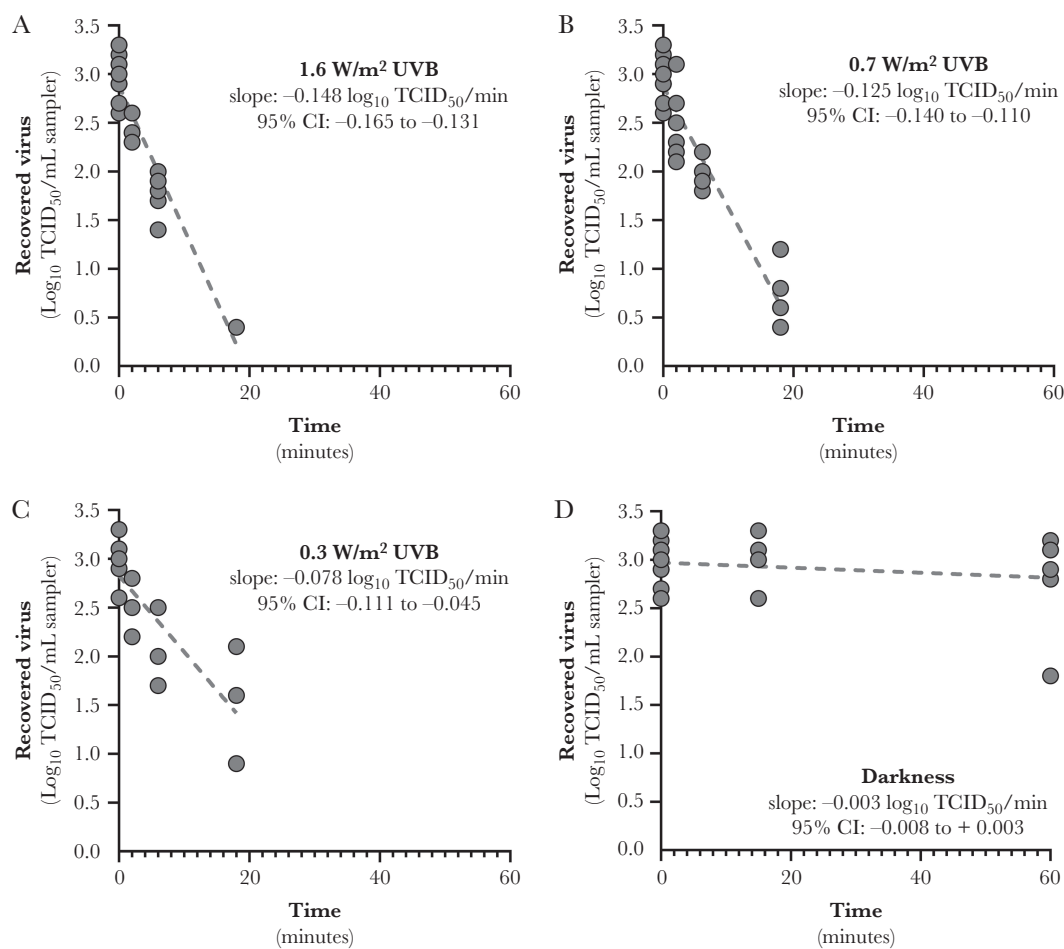 A
3.5
3.0
2.5
2.0
1.5
1.0
0.5
0.0
Recovered virus
(Log₁₀ TCID₅₀/mL sampler)
1.6 W/m² UVB
slope: –0.148 log₁₀ TCID₅₀/min
95% CI: –0.165 to –0.131
0 20 40 60
Time
(minutes)
B
3.5
3.0
2.5
2.0
1.5
1.0
0.5
0.0
Recovered virus
(Log₁₀ TCID₅₀/mL sampler)
0.7 W/m² UVB
slope: –0.125 log₁₀ TCID₅₀/min
95% CI: –0.140 to –0.110
0 20 40 60
Time
(minutes)
C
3.5
3.0
2.5
2.0
1.5
1.0
0.5
0.0
Recovered virus
(Log₁₀ TCID₅₀/mL sampler)
0.3 W/m² UVB
slope: –0.078 log₁₀ TCID₅₀/min
95% CI: –0.111 to –0.045
0 20 40 60
Time
(minutes)
D
3.5
3.0
2.5
2.0
1.5
1.0
0.5
0.0
Recovered virus
(Log₁₀ TCID₅₀/mL sampler)
Darkness
slope: –0.003 log₁₀ TCID₅₀/min
95% CI: –0.008 to + 0.003
0 20 40 60
Time
(minutes)